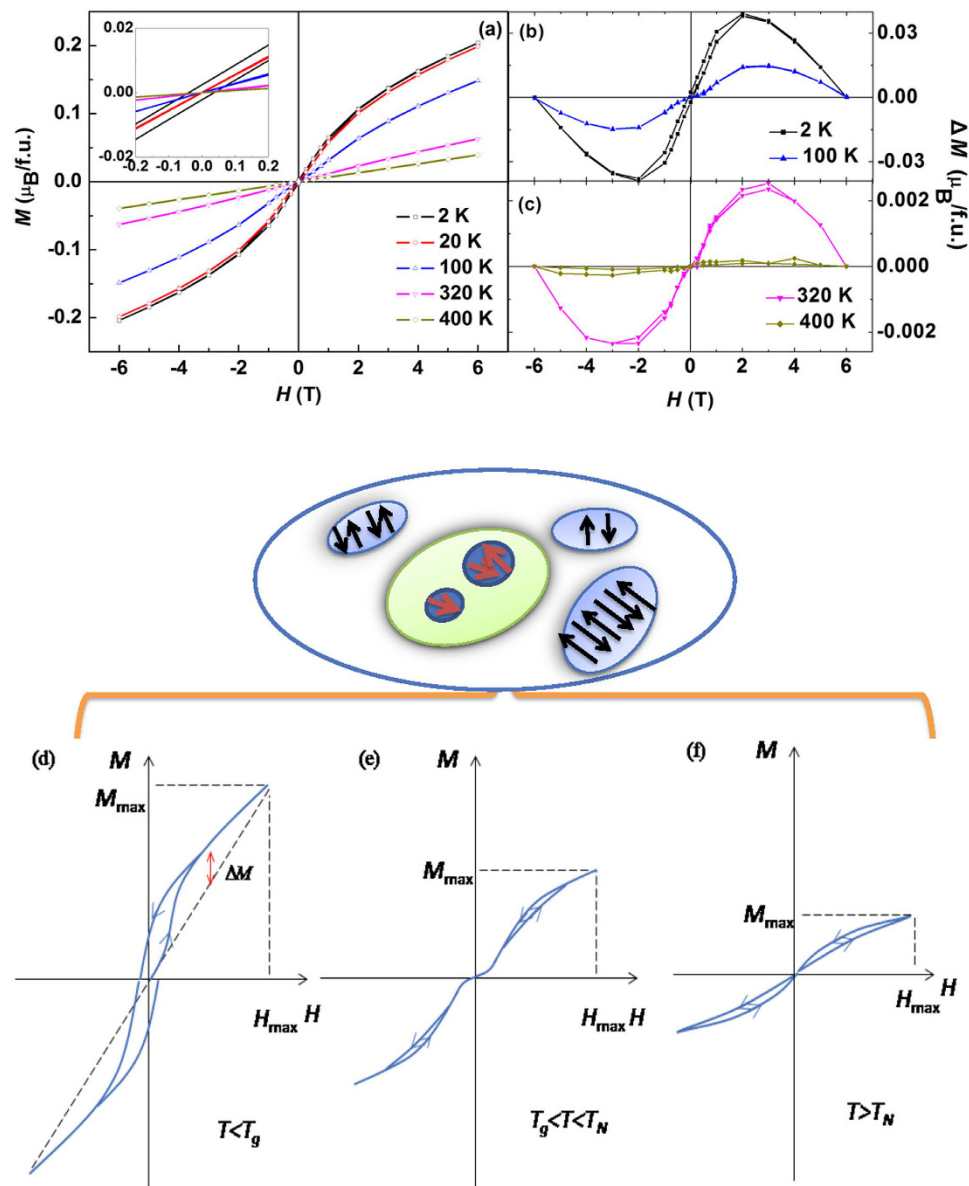 (a)
0.02
0.00
-0.02
-0.2 -0.1 0.0 0.1 0.2
0.2
0.1
0.0
-0.1
-0.2
M (μB/f.u.)
2 K
20 K
100 K
320 K
400 K
-6 -4 -2 0 2 4 6
H (T)
(b)
0.04
0.00
-0.03
2 K
100 K
ΔM (μB/f.u.)
(c)
0.002
0.000
-0.002
320 K
400 K
-6 -4 -2 0 2 4 6
H (T)
(d)
M
Mmax
ΔM
Hmax H
T<Tg
(e)
M
Mmax
Hmax H
Tg<T<TN
(f)
M
Mmax
Hmax H
T>TN